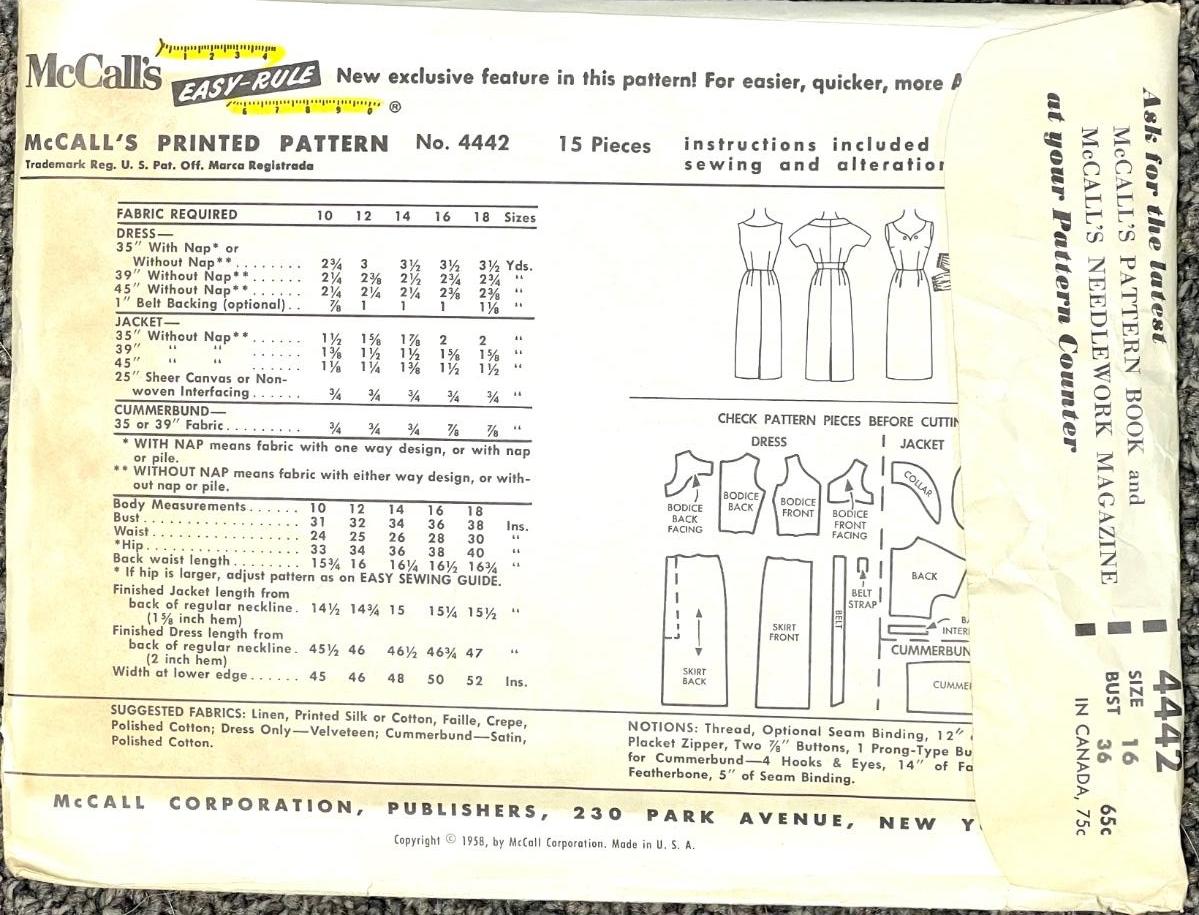 McCall's EASY-RULE ® New exclusive feature in this pattern! For easier, quicker, more
1 2 3 4
6 7 8 9 0
McCALL'S PRINTED PATTERN No. 4442 15 Pieces instructions included
Trademark Reg. U. S. Pat. Off. Marca Registrada sewing and alteration
FABRIC REQUIRED 10 12 14 16 18 Sizes
DRESS—
35" With Nap* or
Without Nap**........ 2¾ 3 3½ 3½ 3½ Yds.
39" Without Nap**...... 2¼ 2⅜ 2½ 2¾ 2¾ "
45" Without Nap**...... 2¼ 2¼ 2¼ 2⅜ 2⅜ "
1" Belt Backing (optional).. ⅞ 1 1 1 1⅛ "
JACKET—
35" Without Nap**...... 1½ 1⅝ 1⅞ 2 2 "
39" " " ...... 1⅜ 1½ 1½ 1⅝ 1⅝ "
45" " " ...... 1⅛ 1¼ 1⅜ 1½ 1½ "
25" Sheer Canvas or Non-
woven Interfacing...... ¾ ¾ ¾ ¾ ¾ "
CUMMERBUND—
35 or 39" Fabric......... ¾ ¾ ¾ ⅞ ⅞ "
* WITH NAP means fabric with one way design, or with nap
or pile.
** WITHOUT NAP means fabric with either way design, or with-
out nap or pile.
Body Measurements...... 10 12 14 16 18
Bust................ 31 32 34 36 38 Ins.
Waist............... 24 25 26 28 30 "
*Hip................ 33 34 36 38 40 "
Back waist length........ 15¾ 16 16¼ 16½ 16¾ "
* If hip is larger, adjust pattern as on EASY SEWING GUIDE.
Finished Jacket length from
back of regular neckline. 14½ 14¾ 15 15¼ 15½ "
(1⅝ inch hem)
Finished Dress length from
back of regular neckline. 45½ 46 46½ 46¾ 47 "
(2 inch hem)
Width at lower edge...... 45 46 48 50 52 Ins.
SUGGESTED FABRICS: Linen, Printed Silk or Cotton, Faille, Crepe,
Polished Cotton; Dress Only—Velveteen; Cummerbund—Satin,
Polished Cotton.
CHECK PATTERN PIECES BEFORE
DRESS
BODICE
BACK
FACING
BODICE
BACK
BODICE
FRONT
BODICE
FRONT
FACING
SKIRT
BACK
SKIRT
FRONT
BELT
BELT
STRAP
JACKET
COLLAR
BACK
NOTIONS: Thread, Optional Seam Binding, 12"
Placket Zipper, Two ⅞" Buttons, 1 Prong-Type
for Cummerbund—4 Hooks & Eyes, 14" of
Featherbone, 5" of Seam Binding.
McCALL CORPORATION, PUBLISHERS, 230 PARK AVENUE, NEW
Copyright © 1958, by McCall Corporation. Made in U. S. A.
Ask for the latest
McCALL'S PATTERN BOOK and
McCALL'S NEEDLEWORK MAGAZINE
at your Pattern Counter
4442
SIZE 16
BUST 36 65c
IN CANADA, 75c